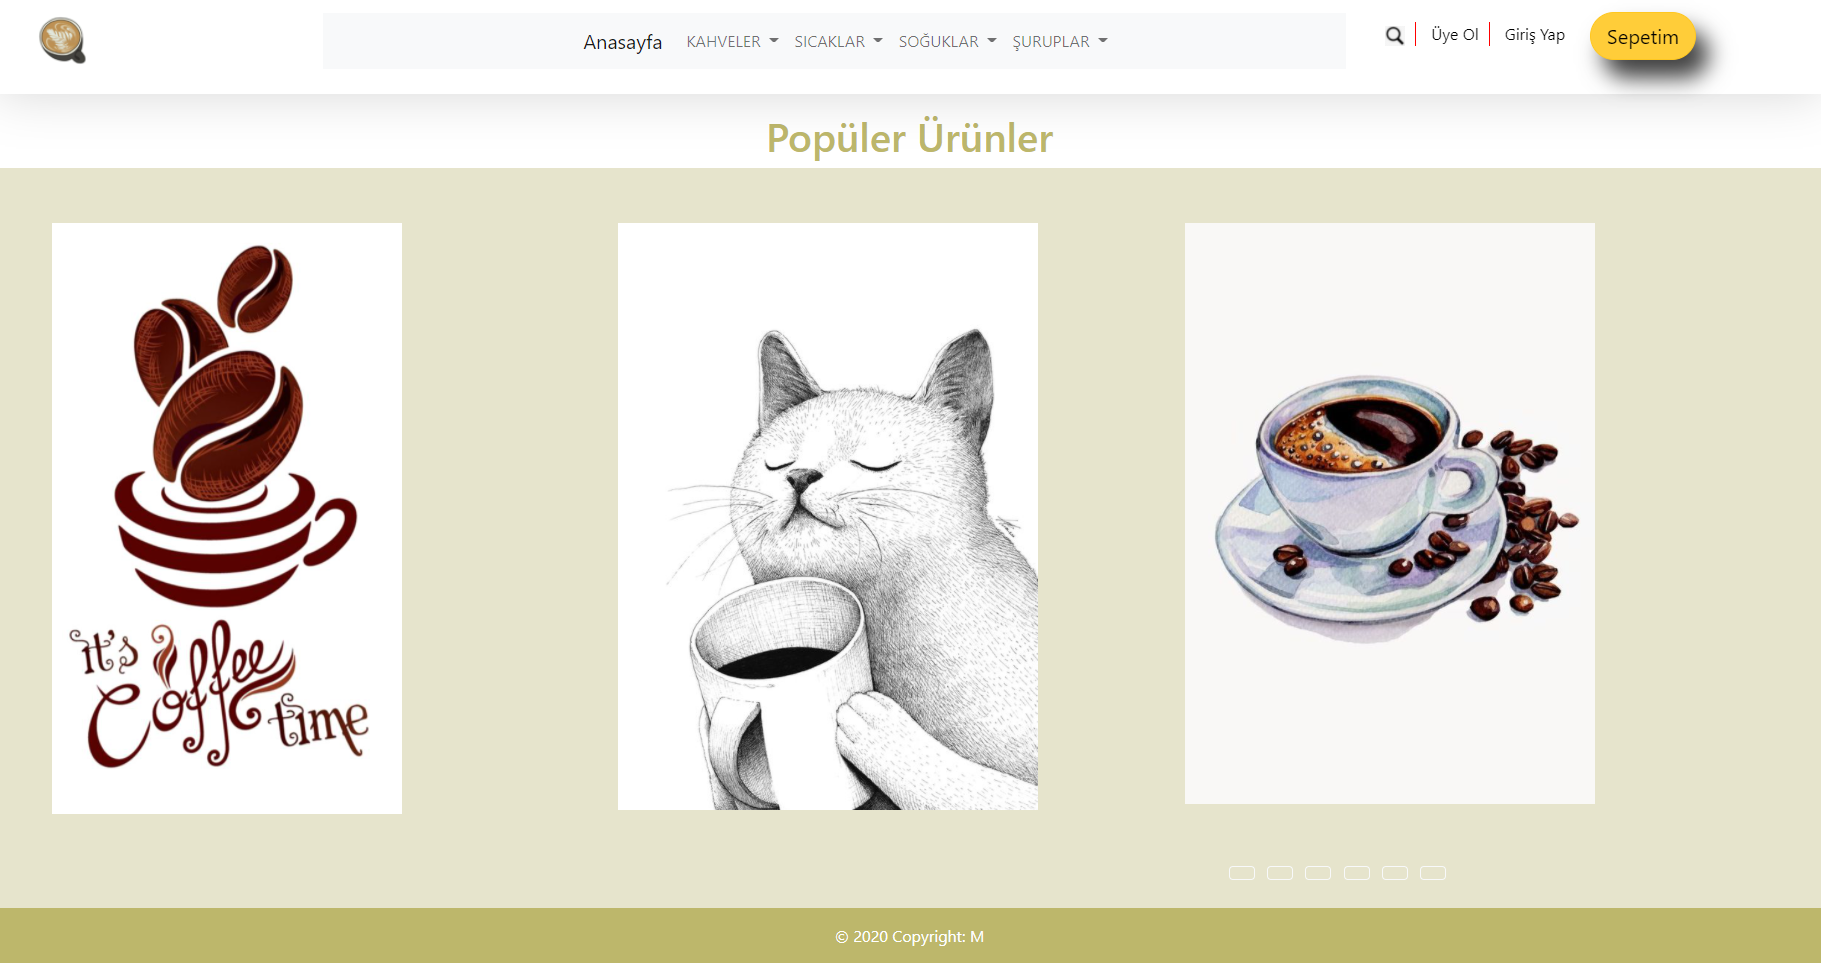 Anasayfa KAHVELER SICAKLAR SOĞUKLAR ŞURUPLAR Üye Ol Giriş Yap Sepetim
Popüler Ürünler
it's
Coffee
time
© 2020 Copyright: M